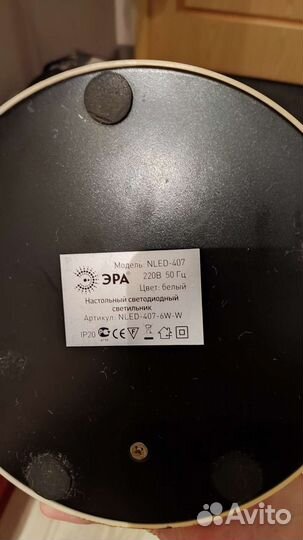 Модель: NLED-407
ЭРА 220В 50 Гц
Цвет: белый
Настольный светодиодный
светильник
Артикул: NLED-407-6W-W
IP20
Avito